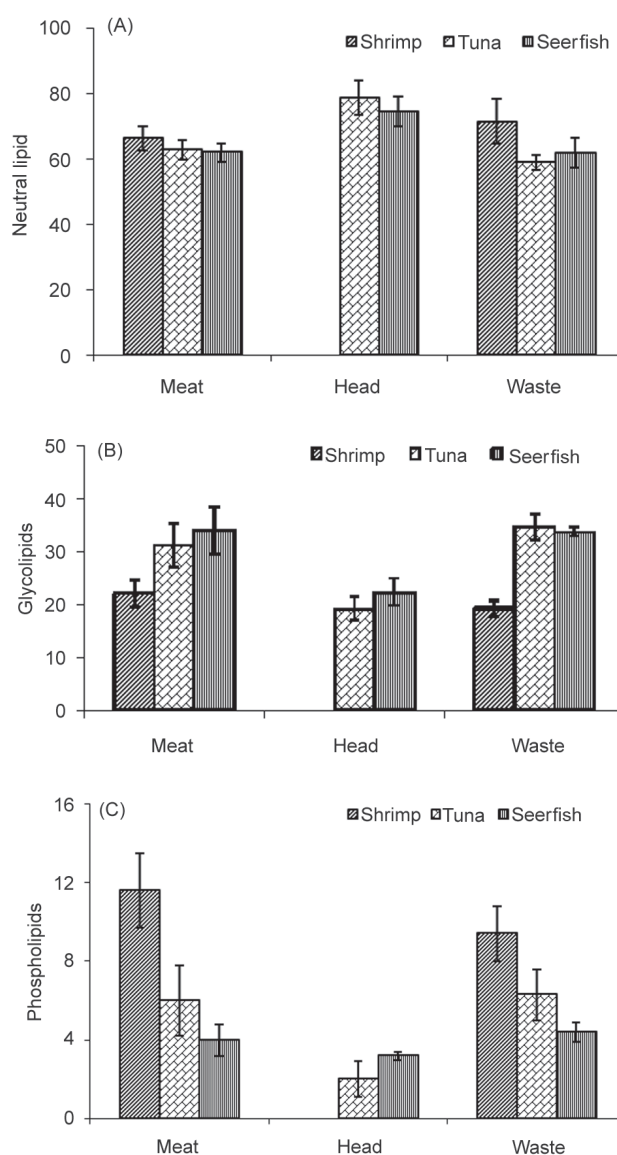 (A)
Shrimp Tuna Seerfish
100
80
60
40
20
0
Neutral lipid
Meat Head Waste
(B)
Shrimp Tuna Seerfish
50
40
30
20
10
0
Glycolipids
Meat Head Waste
(C)
Shrimp Tuna Seerfish
16
12
8
4
0
Phospholipids
Meat Head Waste